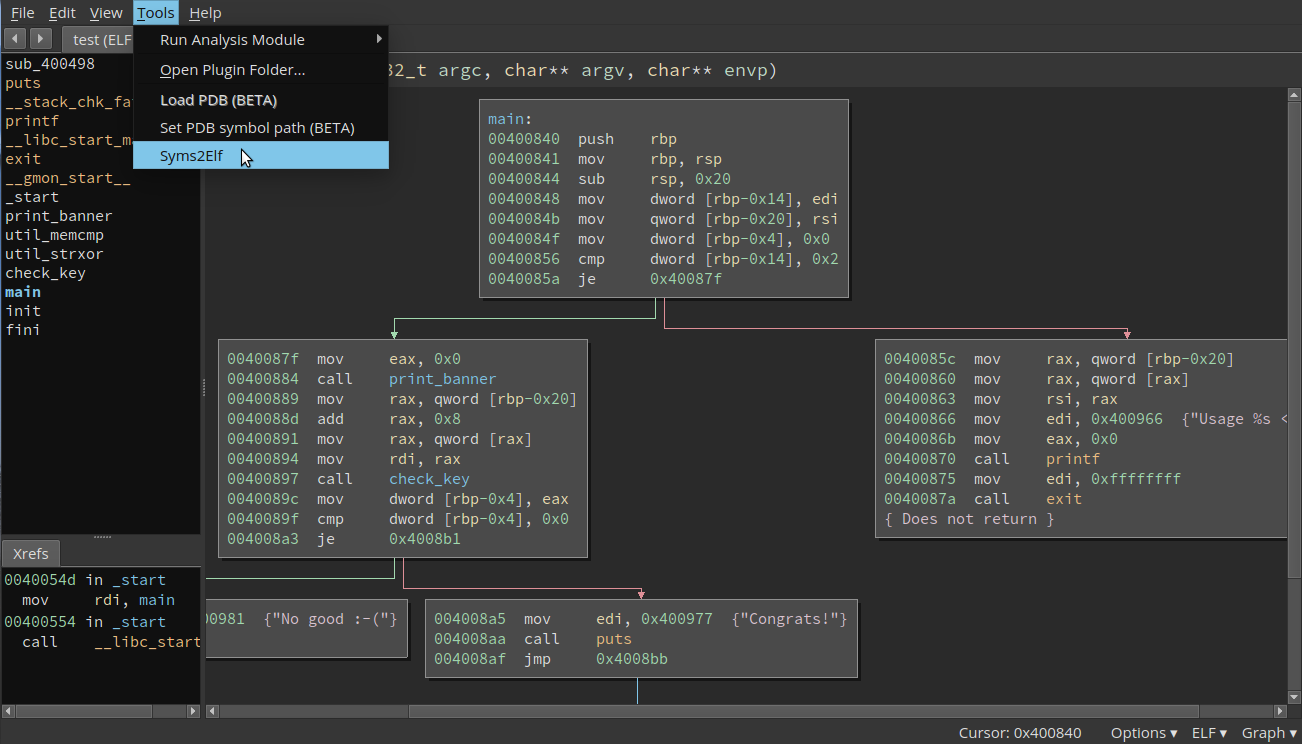 File Edit View Tools Help
test (ELF
Run Analysis Module
Open Plugin Folder...
Load PDB (BETA)
Set PDB symbol path (BETA)
Syms2Elf
32_t argc, char** argv, char** envp)
sub_400498
puts
__stack_chk_fa
printf
__libc_start_m
exit
__gmon_start__
_start
print_banner
util_memcmp
util_strxor
check_key
main
init
fini
Xrefs
0040054d in _start
mov rdi, main
00400554 in _start
call __libc_start
main:
00400840 push rbp
00400841 mov rbp, rsp
00400844 sub rsp, 0x20
00400848 mov dword [rbp-0x14], edi
0040084b mov qword [rbp-0x20], rsi
0040084f mov dword [rbp-0x4], 0x0
00400856 cmp dword [rbp-0x14], 0x2
0040085a je 0x40087f
0040087f mov eax, 0x0
00400884 call print_banner
00400889 mov rax, qword [rbp-0x20]
0040088d add rax, 0x8
00400891 mov rax, qword [rax]
00400894 mov rdi, rax
00400897 call check_key
0040089c mov dword [rbp-0x4], eax
0040089f cmp dword [rbp-0x4], 0x0
004008a3 je 0x4008b1
0040085c mov rax, qword [rbp-0x20]
00400860 mov rax, qword [rax]
00400863 mov rsi, rax
00400866 mov edi, 0x400966 {"Usage %s <
0040086b mov eax, 0x0
00400870 call printf
00400875 mov edi, 0xffffffff
0040087a call exit
{ Does not return }
00981 {"No good :-("}
004008a5 mov edi, 0x400977 {"Congrats!"}
004008aa call puts
004008af jmp 0x4008bb
Cursor: 0x400840 Options ▾ ELF ▾ Graph ▾